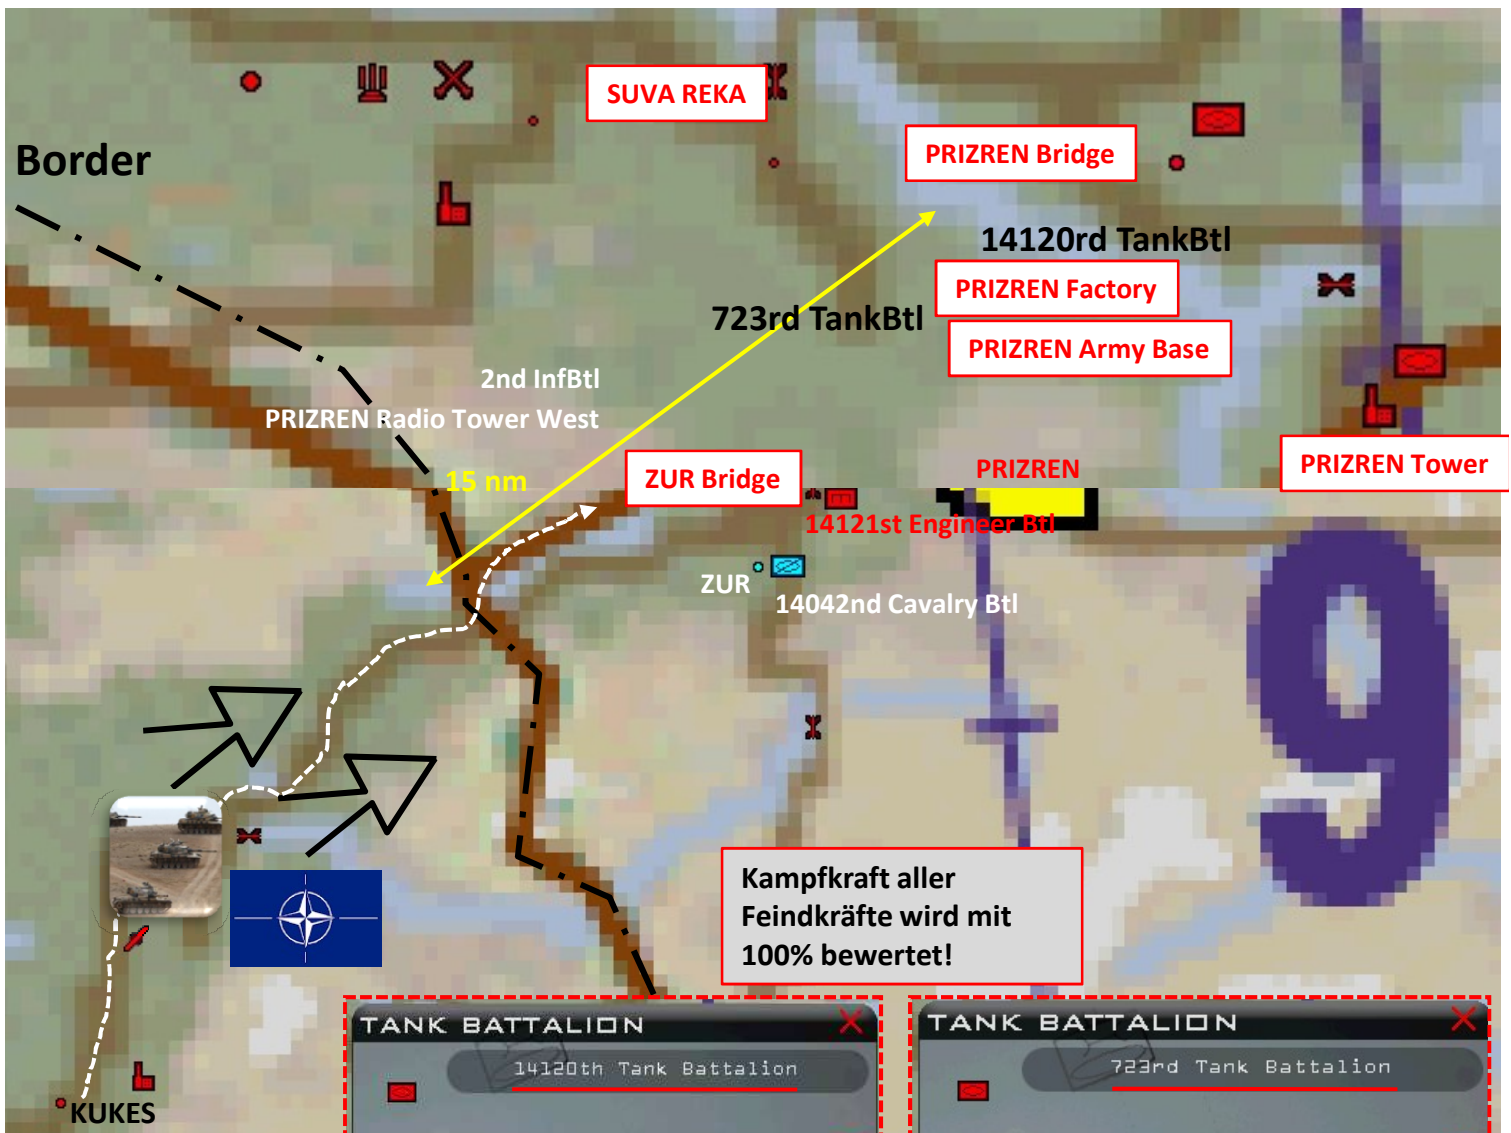 SUVA REKA
Border
PRIZREN Bridge
14120rd TankBtl
PRIZREN Factory
723rd TankBtl
PRIZREN Army Base
2nd InfBtl
PRIZREN Radio Tower West
15 nm
ZUR Bridge
PRIZREN
PRIZREN Tower
14121st Engineer Btl
ZUR
14042nd Cavalry Btl
9
Kampfkraft aller
Feindkräfte wird mit
100% bewertet!
TANK BATTALION
14120th Tank Battalion
TANK BATTALION
723rd Tank Battalion
KUKES